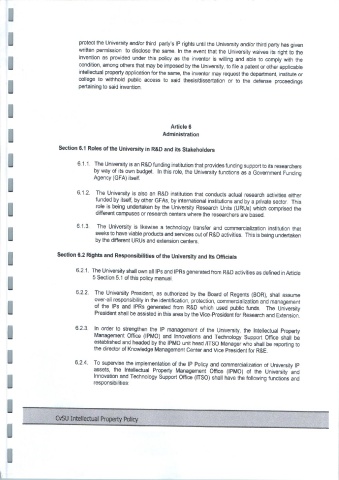 protect the University and/or third party's IP rights until the University and/or third party has given
written permission to disclose the same. In the event that the University waives its right to the
invention as provided under this policy as the inventor is willing and able to comply with the
condition, among others that may be imposed by the University, to file a patent or other applicable
intellectual property application for the same, the inventor may request the department, institute or
college to withhold public access to said thesis/dissertation or to the defense proceedings
pertaining to said invention.
Article 6
Administration
Section 6.1 Roles of the University in R&D and its Stakeholders
6.1.1. The University is an R&D funding institution that provides funding support to its researchers
by way of its own budget. In this role, the University functions as a Government Funding
Agency (GFA) itself.
6.1.2. The University is also an R&D institution that conducts actual research activities either
funded by itself, by other GFAs, by international institutions and by a private sector. This
role is being undertaken by the University Research Units (URUs) which comprised the
different campuses or research centers where the researchers are based.
6.1.3. The University is likewise a technology transfer and commercialization institution that
seeks to have viable products and services out of R&D activities. This is being undertaken
by the different URUs and extension centers.
Section 6.2 Rights and Responsibilities of the University and its Officials
6.2.1. The University shall own all IPs and IPRs generated from R&D activities as defined in Article
5 Section 5.1 of this policy manual.
6.2.2. The University President, as authorized by the Board of Regents (BOR), shall assume
over-all responsibility in the identification, protection, commercialization and management
of the IPs and IPRs generated from R&D which used public funds. The University
President shall be assisted in this area by the Vice-President for Research and Extension.
6.2.3. In order to strengthen the IP management of the University, the Intellectual Property
Management Office (IPMO) and Innovations and Technology Support Office shall be
established and headed by the IPMO unit head /ITSO Manager who shall be reporting to
the director of Knowledge Management Center and Vice President for R&E.
6.2.4. To supervise the implementation of the IP Policy and commercialization of University IP
assets, the Intellectual Property Management Office (IPMO) of the University and
Innovation and Technology Support Office (ITSO) shall have the following functions and
responsibilities:
CvSU Intellectual Property Policy